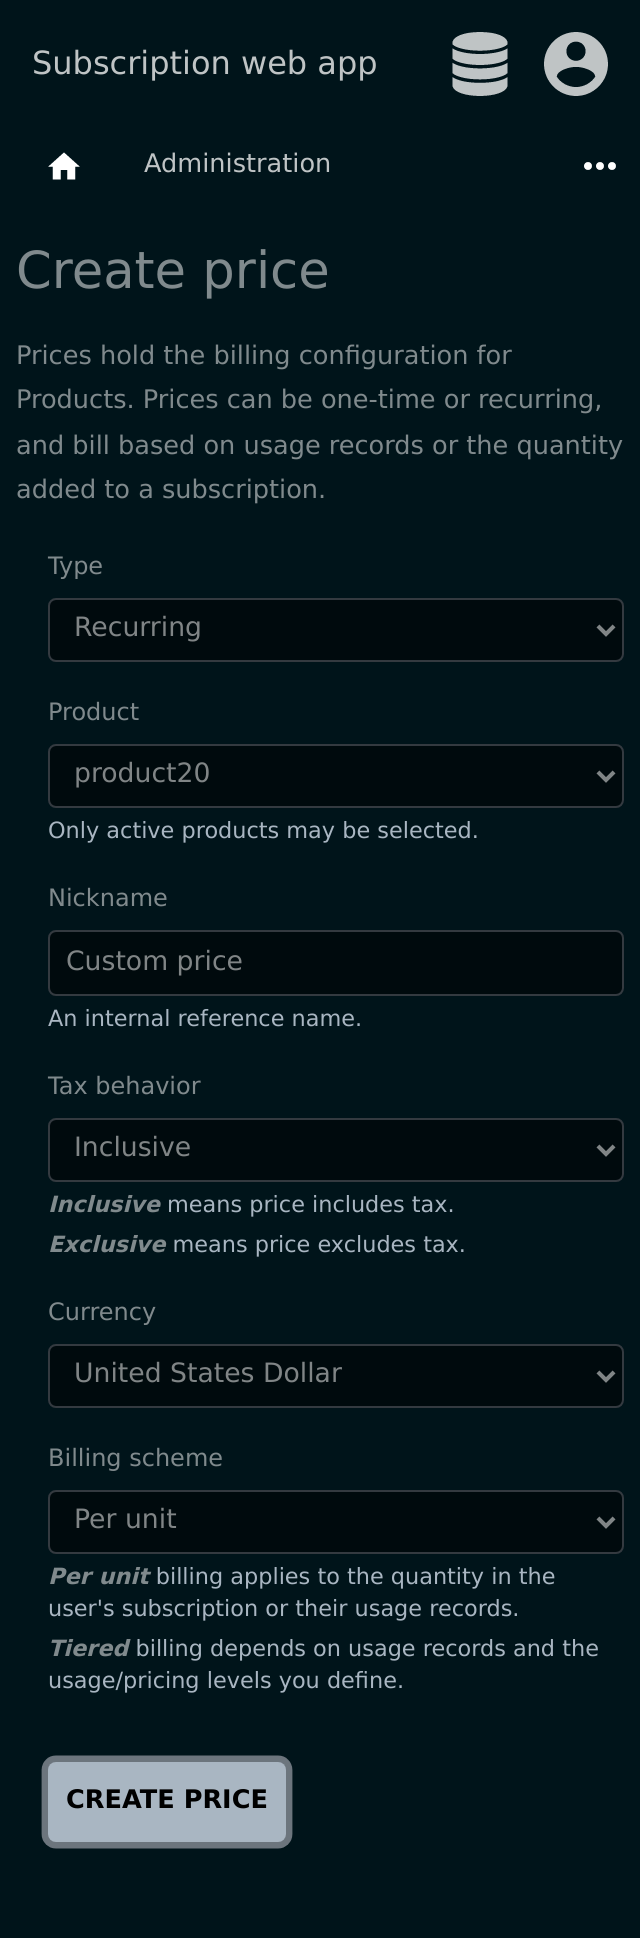 Subscription web app
Administration
Create price
Prices hold the billing configuration for
Products. Prices can be one-time or recurring,
and bill based on usage records or the quantity
added to a subscription.
Type
Recurring
Product
product20
Only active products may be selected.
Nickname
Custom price
An internal reference name.
Tax behavior
Inclusive
Inclusive means price includes tax.
Exclusive means price excludes tax.
Currency
United States Dollar
Billing scheme
Per unit
Per unit billing applies to the quantity in the
user's subscription or their usage records.
Tiered billing depends on usage records and the
usage/pricing levels you define.
CREATE PRICE